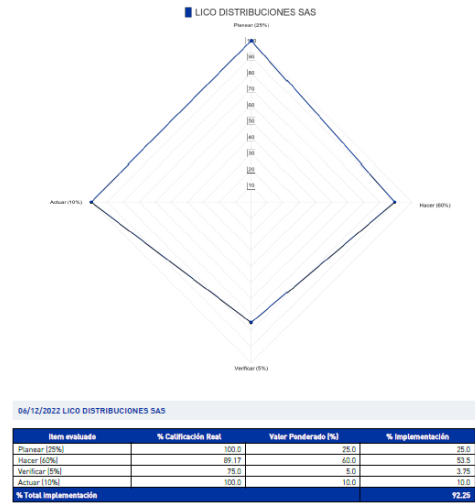 LICO DISTRIBUCIONES SAS
Planear (25%)
100
90
80
70
60
50
40
30
20
10
Actuar (10%)
Hacer (60%)
Verificar (5%)
06/12/2022 LICO DISTRIBUCIONES SAS
Item evaluado % Calificación Real Valor Ponderado (%) % Implementación
Planear (25%) 100.0 25.0 25.0
Hacer (60%) 89.17 60.0 53.5
Verificar (5%) 75.0 5.0 3.75
Actuar (10%) 100.0 10.0 10.0
% Total Implementación 92.25